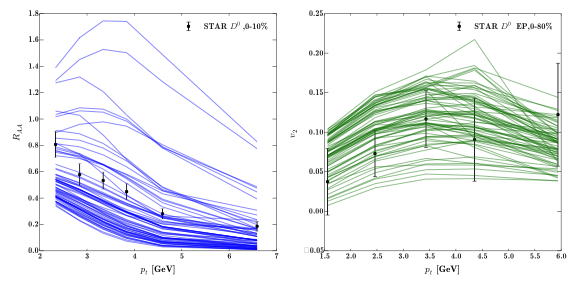 STAR D⁰ ,0-10%
1.8
1.6
1.4
1.2
1.0
0.8
0.6
0.4
0.2
0.0
R_AA
2 3 4 5 6 7
p_t [GeV]
STAR D⁰ EP,0-80%
0.25
0.20
0.15
0.10
0.05
0.00
□0.05
v_2
1.5 2.0 2.5 3.0 3.5 4.0 4.5 5.0 5.5 6.0
p_t [GeV]